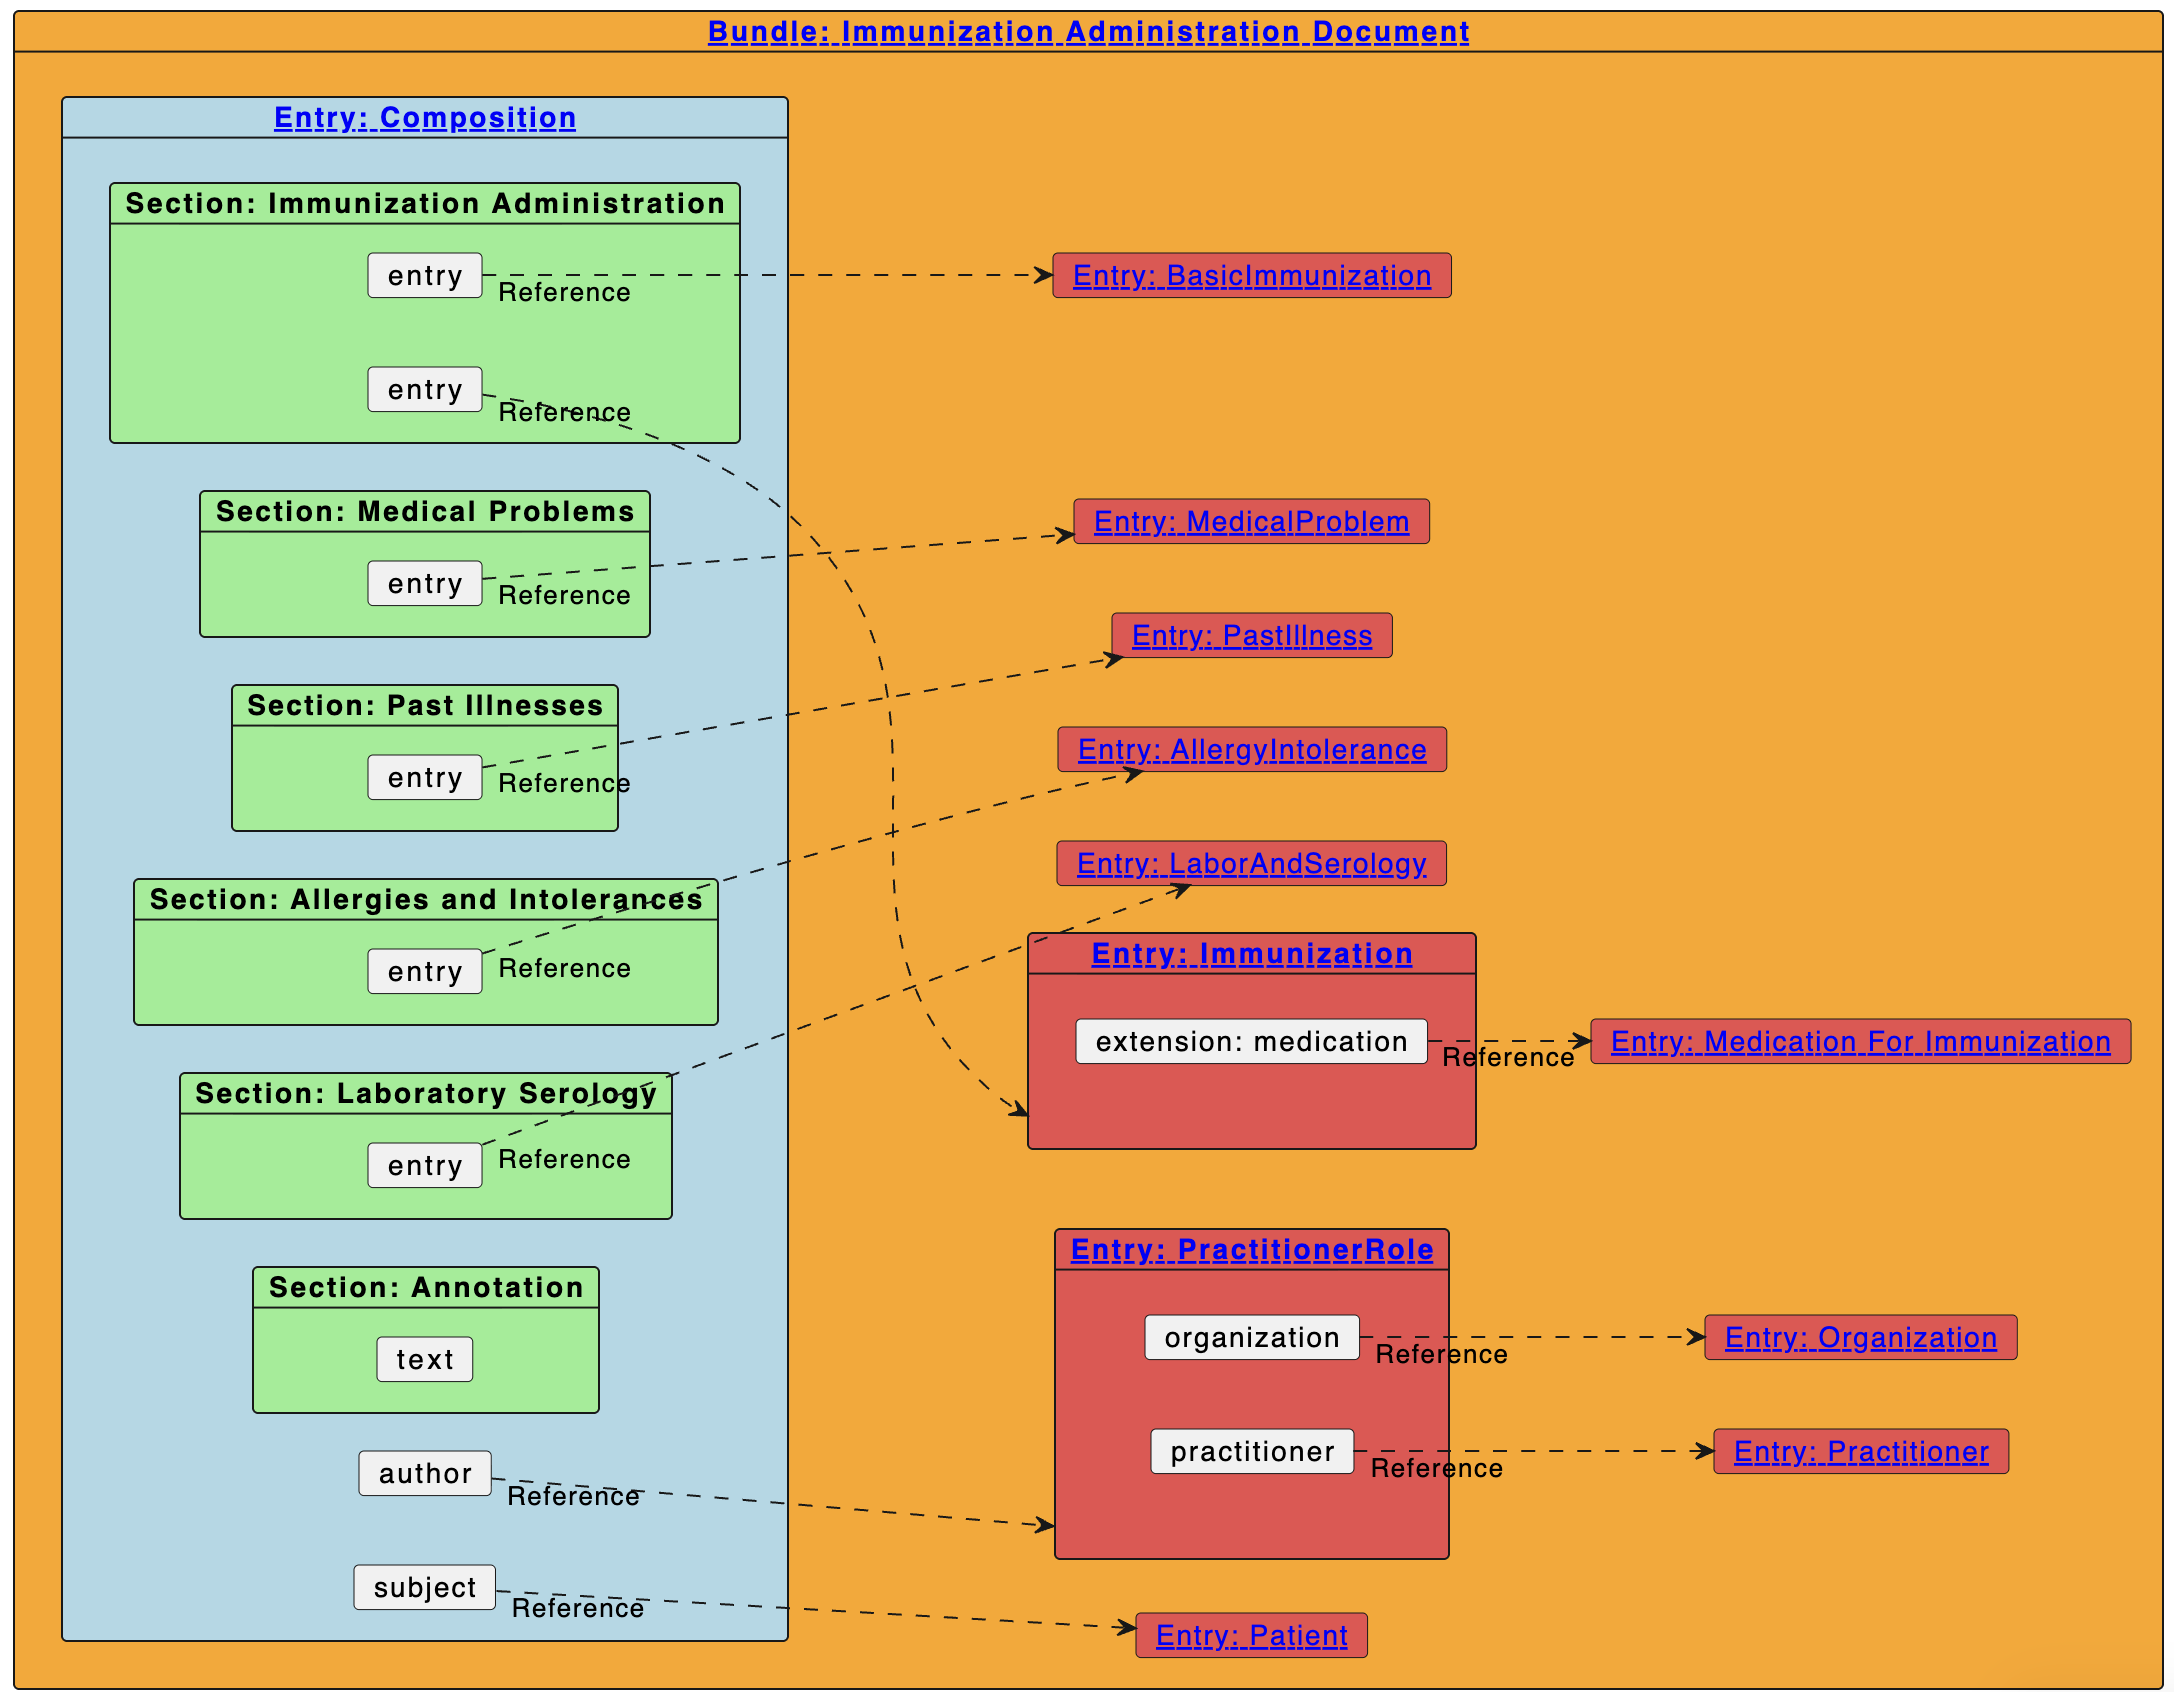 Bundle: Immunization Administration Document
Entry: Composition
Section: Immunization Administration
entry
Reference
entry
Reference
Section: Medical Problems
entry
Reference
Section: Past Illnesses
entry
Reference
Section: Allergies and Intolerances
entry
Reference
Section: Laboratory Serology
entry
Reference
Section: Annotation
text
author
Reference
subject
Reference
Entry: BasicImmunization
Entry: MedicalProblem
Entry: PastIllness
Entry: AllergyIntolerance
Entry: LaborAndSerology
Entry: Immunization
extension: medication
Reference
Entry: Medication For Immunization
Entry: PractitionerRole
organization
Reference
Entry: Organization
practitioner
Reference
Entry: Practitioner
Entry: Patient